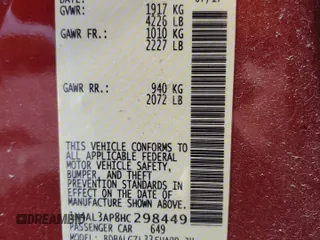 GVWR: 1917 KG
4226 LB
GAWR FR.: 1010 KG
2227 LB
GAWR RR.: 940 KG
2072 LB
THIS VEHICLE CONFORMS TO
ALL APPLICABLE FEDERAL
MOTOR VEHICLE SAFETY,
BUMPER, AND THEFT
PREVENTION STANDARDS IN
EFFECT ON THE DATE OF
MANUFACTURE SHOWN ABOVE
1N4AL3AP8HC298449
PASSENGER CAR 649
MODEL: